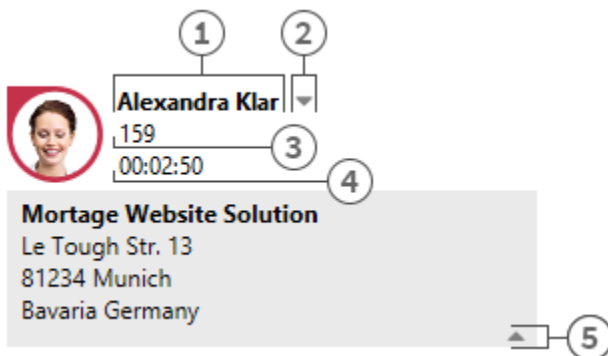 1 2
Alexandra Klar
159
3
00:02:50
4
Mortage Website Solution
Le Tough Str. 13
81234 Munich
Bavaria Germany
5